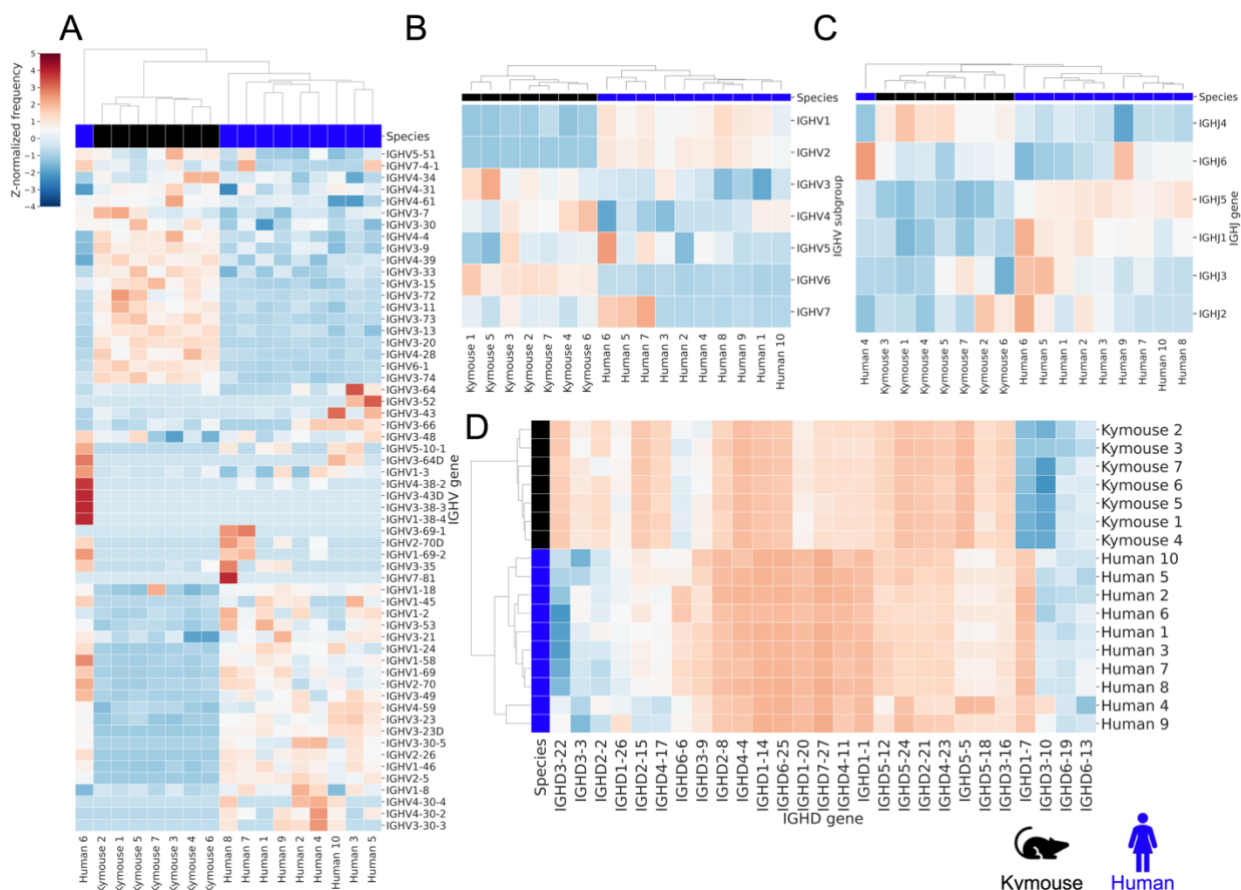 A
B
C
5
4
3
2
1
0
−1
−2
−3
−4
Z-normalized frequency
Species
IGHV5-51
IGHV7-4-1
IGHV4-34
IGHV4-31
IGHV4-61
IGHV3-7
IGHV3-30
IGHV4-4
IGHV3-9
IGHV4-39
IGHV3-33
IGHV3-15
IGHV3-72
IGHV3-11
IGHV3-73
IGHV3-13
IGHV3-20
IGHV4-28
IGHV6-1
IGHV3-74
IGHV3-64
IGHV3-52
IGHV3-43
IGHV3-66
IGHV3-48
IGHV5-10-1
IGHV3-64D
IGHV1-3
IGHV4-38-2
IGHV3-43D
IGHV3-38-3
IGHV1-38-4
IGHV3-69-1
IGHV2-70D
IGHV1-69-2
IGHV3-35
IGHV7-81
IGHV1-18
IGHV1-45
IGHV1-2
IGHV3-53
IGHV3-21
IGHV1-24
IGHV1-58
IGHV1-69
IGHV2-70
IGHV3-49
IGHV4-59
IGHV3-23
IGHV3-23D
IGHV3-30-5
IGHV2-26
IGHV1-46
IGHV2-5
IGHV1-8
IGHV4-30-4
IGHV4-30-2
IGHV3-30-3
IGHV gene
Human 6
Kymouse 2
Kymouse 1
Kymouse 5
Kymouse 7
Kymouse 3
Kymouse 4
Kymouse 6
Human 8
Human 7
Human 1
Human 9
Human 2
Human 4
Human 10
Human 3
Human 5
Species
IGHV1
IGHV2
IGHV3
IGHV4
IGHV5
IGHV6
IGHV7
IGHV subgroup
Kymouse 1
Kymouse 5
Kymouse 3
Kymouse 2
Kymouse 7
Kymouse 4
Kymouse 6
Human 6
Human 5
Human 7
Human 3
Human 2
Human 4
Human 8
Human 9
Human 1
Human 10
Species
IGHJ4
IGHJ6
IGHJ5
IGHJ1
IGHJ3
IGHJ2
IGHJ gene
Human 4
Kymouse 3
Kymouse 1
Kymouse 4
Kymouse 5
Kymouse 7
Kymouse 2
Kymouse 6
Human 6
Human 5
Human 1
Human 2
Human 3
Human 9
Human 7
Human 10
Human 8
D
Kymouse 2
Kymouse 3
Kymouse 7
Kymouse 6
Kymouse 5
Kymouse 1
Kymouse 4
Human 10
Human 5
Human 2
Human 6
Human 1
Human 3
Human 7
Human 8
Human 4
Human 9
Species
IGHD3-22
IGHD3-3
IGHD2-2
IGHD1-26
IGHD2-15
IGHD4-17
IGHD6-6
IGHD3-9
IGHD2-8
IGHD4-4
IGHD1-14
IGHD6-25
IGHD1-20
IGHD7-27
IGHD4-11
IGHD1-1
IGHD5-12
IGHD5-24
IGHD2-21
IGHD4-23
IGHD5-5
IGHD5-18
IGHD3-16
IGHD1-7
IGHD3-10
IGHD6-19
IGHD6-13
IGHD gene
Kymouse
Human